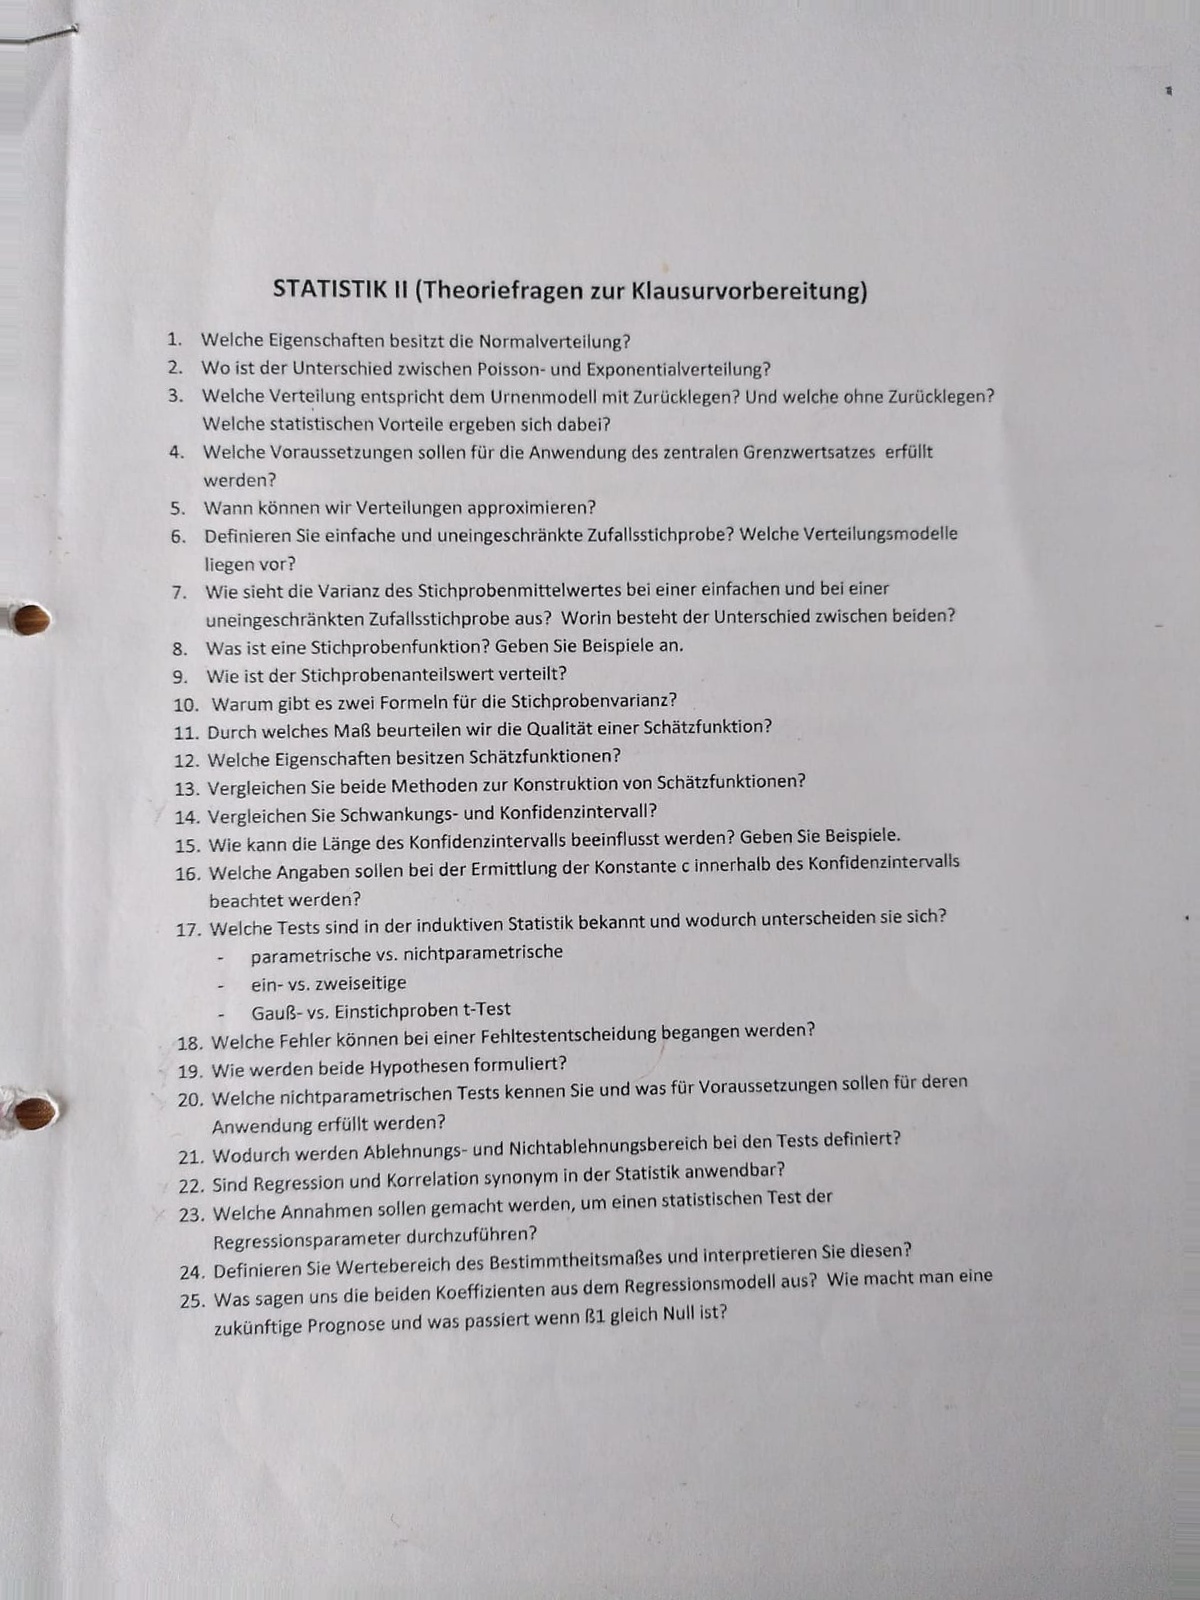 STATISTIK II (Theoriefragen zur Klausurvorbereitung)
1. Welche Eigenschaften besitzt die Normalverteilung?
2. Wo ist der Unterschied zwischen Poisson- und Exponentialverteilung?
3. Welche Verteilung entspricht dem Urnenmodell mit Zurücklegen? Und welche ohne Zurücklegen?
Welche statistischen Vorteile ergeben sich dabei?
4. Welche Voraussetzungen sollen für die Anwendung des zentralen Grenzwertsatzes erfüllt
werden?
5. Wann können wir Verteilungen approximieren?
6. Definieren Sie einfache und uneingeschränkte Zufallsstichprobe? Welche Verteilungsmodelle
liegen vor?
7. Wie sieht die Varianz des Stichprobenmittelwertes bei einer einfachen und bei einer
uneingeschränkten Zufallsstichprobe aus? Worin besteht der Unterschied zwischen beiden?
8. Was ist eine Stichprobenfunktion? Geben Sie Beispiele an.
9. Wie ist der Stichprobenanteilswert verteilt?
10. Warum gibt es zwei Formeln für die Stichprobenvarianz?
11. Durch welches Maß beurteilen wir die Qualität einer Schätzfunktion?
12. Welche Eigenschaften besitzen Schätzfunktionen?
13. Vergleichen Sie beide Methoden zur Konstruktion von Schätzfunktionen?
14. Vergleichen Sie Schwankungs- und Konfidenzintervall?
15. Wie kann die Länge des Konfidenzintervalls beeinflusst werden? Geben Sie Beispiele.
16. Welche Angaben sollen bei der Ermittlung der Konstante c innerhalb des Konfidenzintervalls
beachtet werden?
17. Welche Tests sind in der induktiven Statistik bekannt und wodurch unterscheiden sie sich?
- parametrische vs. nichtparametrische
- ein- vs. zweiseitige
- Gauß- vs. Einstichproben t-Test
18. Welche Fehler können bei einer Fehltestentscheidung begangen werden?
19. Wie werden beide Hypothesen formuliert?
20. Welche nichtparametrischen Tests kennen Sie und was für Voraussetzungen sollen für deren
Anwendung erfüllt werden?
21. Wodurch werden Ablehnungs- und Nichtablehnungsbereich bei den Tests definiert?
22. Sind Regression und Korrelation synonym in der Statistik anwendbar?
23. Welche Annahmen sollen gemacht werden, um einen statistischen Test der
Regressionsparameter durchzuführen?
24. Definieren Sie Wertebereich des Bestimmtheitsmaßes und interpretieren Sie diesen?
25. Was sagen uns die beiden Koeffizienten aus dem Regressionsmodell aus? Wie macht man eine
zukünftige Prognose und was passiert wenn ß1 gleich Null ist?